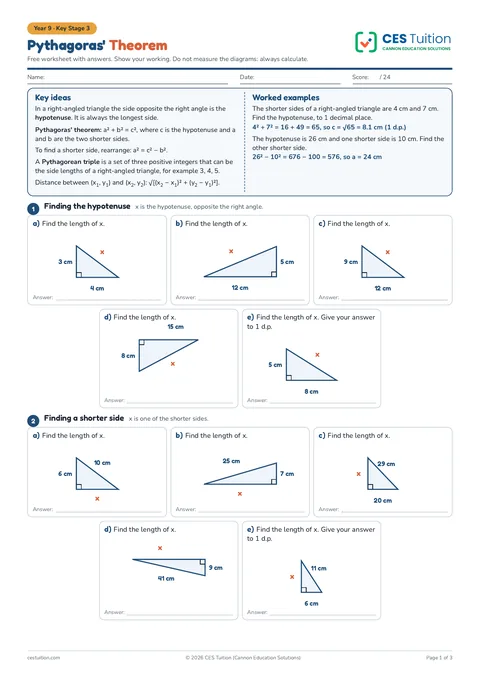 Year 9 · Key Stage 3
Pythagoras' Theorem
CES Tuition
CANNON EDUCATION SOLUTIONS
Free worksheet with answers. Show your working. Do not measure the diagrams: always calculate.
Name:
Date:
Score: / 24
Key ideas
In a right-angled triangle the side opposite the right angle is the
hypotenuse. It is always the longest side.
Pythagoras' theorem: a² + b² = c², where c is the hypotenuse and a
and b are the two shorter sides.
To find a shorter side, rearrange: a² = c² − b².
A Pythagorean triple is a set of three positive integers that can be
the side lengths of a right-angled triangle, for example 3, 4, 5.
Distance between (x₁, y₁) and (x₂, y₂): √[(x₂ − x₁)² + (y₂ − y₁)²].
Worked examples
The shorter sides of a right-angled triangle are 4 cm and 7 cm.
Find the hypotenuse, to 1 decimal place.
4² + 7² = 16 + 49 = 65, so c = √65 = 8.1 cm (1 d.p.)
The hypotenuse is 26 cm and one shorter side is 10 cm. Find the
other shorter side.
26² − 10² = 676 − 100 = 576, so a = 24 cm
1 Finding the hypotenuse x is the hypotenuse, opposite the right angle.
a) Find the length of x.
x
3 cm
4 cm
Answer:
b) Find the length of x.
x
5 cm
12 cm
Answer:
c) Find the length of x.
x
9 cm
12 cm
Answer:
d) Find the length of x.
15 cm
8 cm
x
Answer:
e) Find the length of x. Give your answer
to 1 d.p.
x
5 cm
8 cm
Answer:
2 Finding a shorter side x is one of the shorter sides.
a) Find the length of x.
10 cm
6 cm
x
Answer:
b) Find the length of x.
25 cm
7 cm
x
Answer:
c) Find the length of x.
29 cm
x
20 cm
Answer:
d) Find the length of x.
x
9 cm
41 cm
Answer:
e) Find the length of x. Give your answer
to 1 d.p.
11 cm
x
6 cm
Answer:
cestuition.com
© 2026 CES Tuition (Cannon Education Solutions)
Page 1 of 3